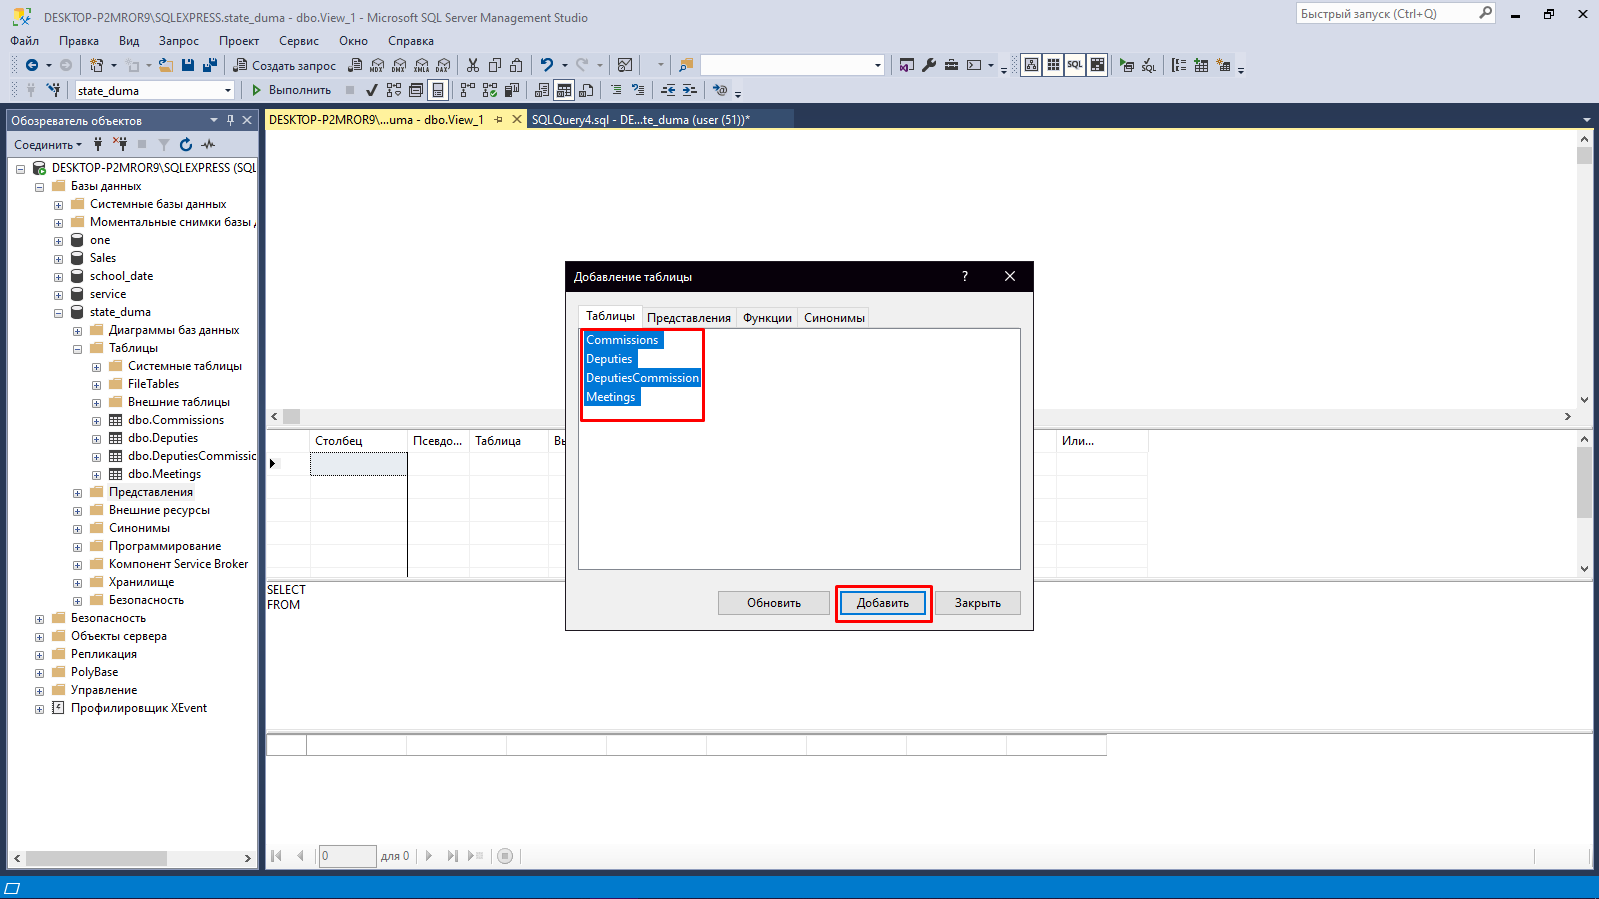 DESKTOP-P2MROR9\SQLEXPRESS.state_duma - dbo.View_1 - Microsoft SQL Server Management Studio
Быстрый запуск (Ctrl+Q)
Файл Правка Вид Запрос Проект Сервис Окно Справка
Создать запрос MDX DMX XMLA DAX SQL SQL
state_duma Выполнить
Обозреватель объектов
DESKTOP-P2MROR9\...uma - dbo.View_1
SQLQuery4.sql - DE...te_duma (user (51))*
Соединить
DESKTOP-P2MROR9\SQLEXPRESS (SQL
Базы данных
Системные базы данных
Моментальные снимки базы
one
Sales
school_date
service
state_duma
Диаграммы баз данных
Таблицы
Системные таблицы
FileTables
Внешние таблицы
dbo.Commissions
dbo.Deputies
dbo.DeputiesCommissic
dbo.Meetings
Представления
Внешние ресурсы
Синонимы
Программирование
Компонент Service Broker
Хранилище
Безопасность
Безопасность
Объекты сервера
Репликация
PolyBase
Управление
Профилировщик XEvent
Добавление таблицы
?
Таблицы Представления Функции Синонимы
Commissions
Deputies
DeputiesCommission
Meetings
Обновить Добавить Закрыть
Столбец Псевдо... Таблица Вы Или...
SELECT
FROM
0 для 0